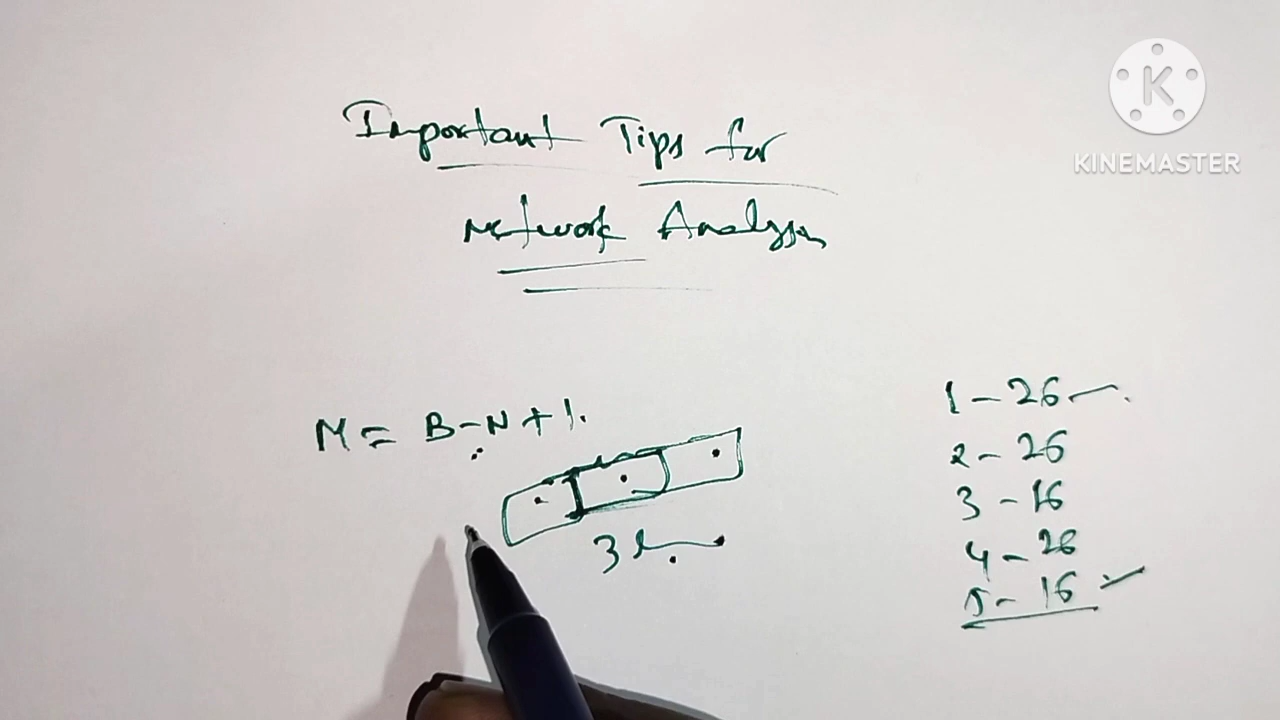 Important Tips for
Network Analysis
M = B - N + 1.
3
1 - 26
2 - 26
3 - 16
4 - 26
5 - 16
KINEMASTER